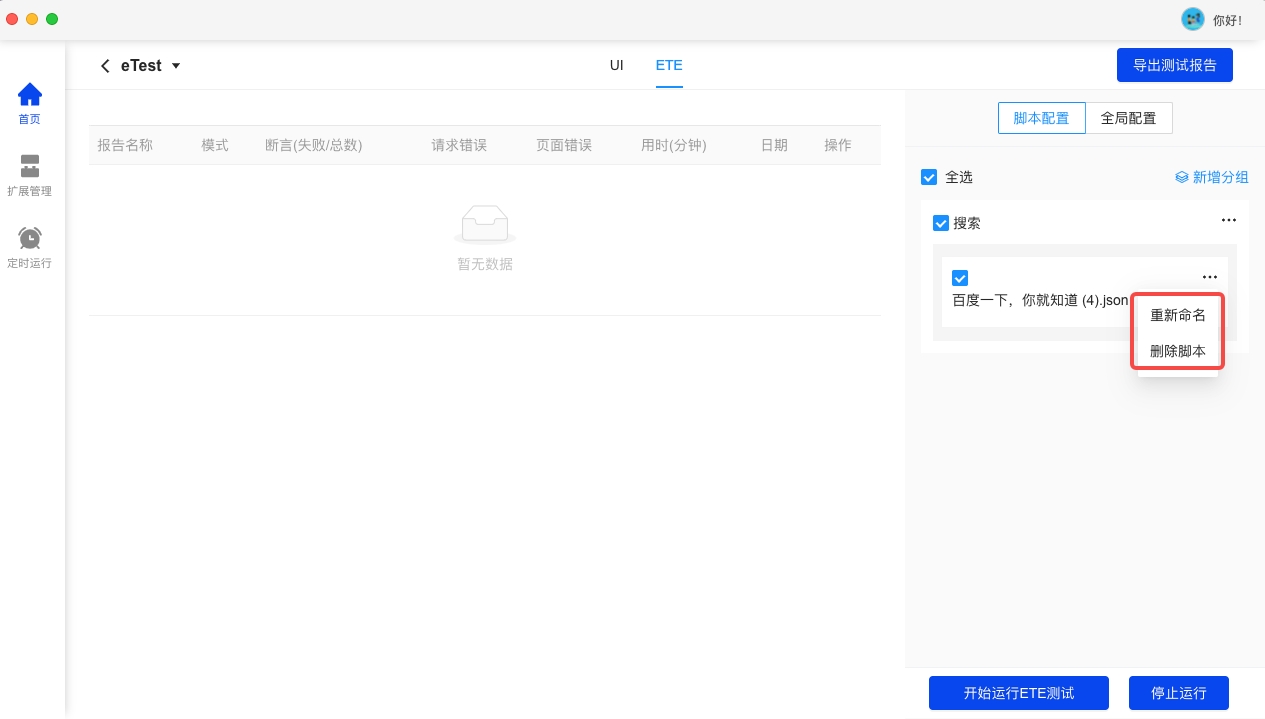 你好！
eTest
UI
ETE
导出测试报告
首页
扩展管理
定时运行
报告名称 模式 断言(失败/总数) 请求错误 页面错误 用时(分钟) 日期 操作
暂无数据
脚本配置 全局配置
全选
新增分组
搜索
百度一下，你就知道 (4).json
重新命名
删除脚本
开始运行ETE测试
停止运行